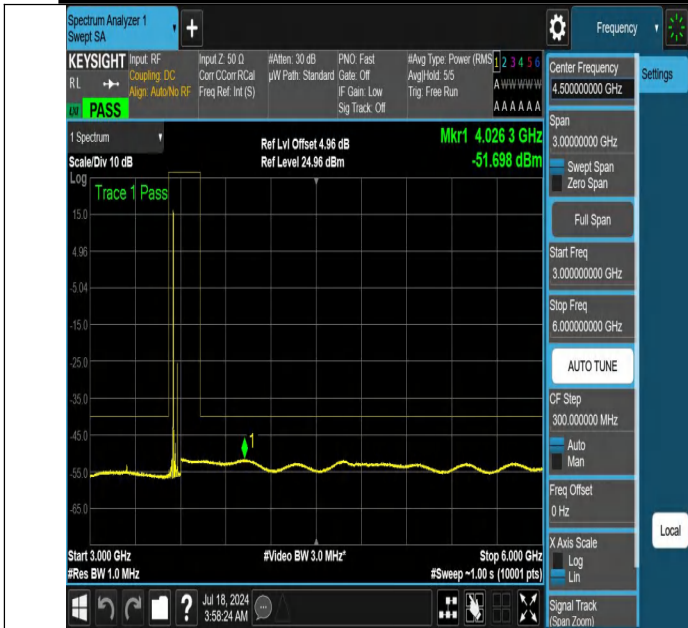 Spectrum Analyzer 1
Swept SA
+
Frequency
KEYSIGHT
RL
PASS
Input: RF
Coupling: DC
Align: Auto/No RF
Input Z: 50 Ω
Corr CCorr RCal
Freq Ref: Int (S)
#Atten: 30 dB
µW Path: Standard
PNO: Fast
Gate: Off
IF Gain: Low
Sig Track: Off
#Avg Type: Power (RMS
Avg|Hold: 5/5
Trig: Free Run
1 2 3 4 5 6
A W W W W W
A A A A A A
1 Spectrum
Scale/Div 10 dB
Log
Ref Lvl Offset 4.96 dB
Ref Level 24.96 dBm
Mkr1 4.026 3 GHz
-51.698 dBm
Trace 1 Pass
15.0
4.96
-5.04
-15.0
-25.0
-35.0
-45.0
-55.0
-65.0
1
Start 3.000 GHz
#Res BW 1.0 MHz
#Video BW 3.0 MHz*
Stop 6.000 GHz
#Sweep ~1.00 s (10001 pts)
Jul 18, 2024
3:58:24 AM
Center Frequency
4.500000000 GHz
Settings
Span
3.00000000 GHz
Swept Span
Zero Span
Full Span
Start Freq
3.000000000 GHz
Stop Freq
6.000000000 GHz
AUTO TUNE
CF Step
300.000000 MHz
Auto
Man
Freq Offset
0 Hz
X Axis Scale
Log
Lin
Local
Signal Track
(Span Zoom)